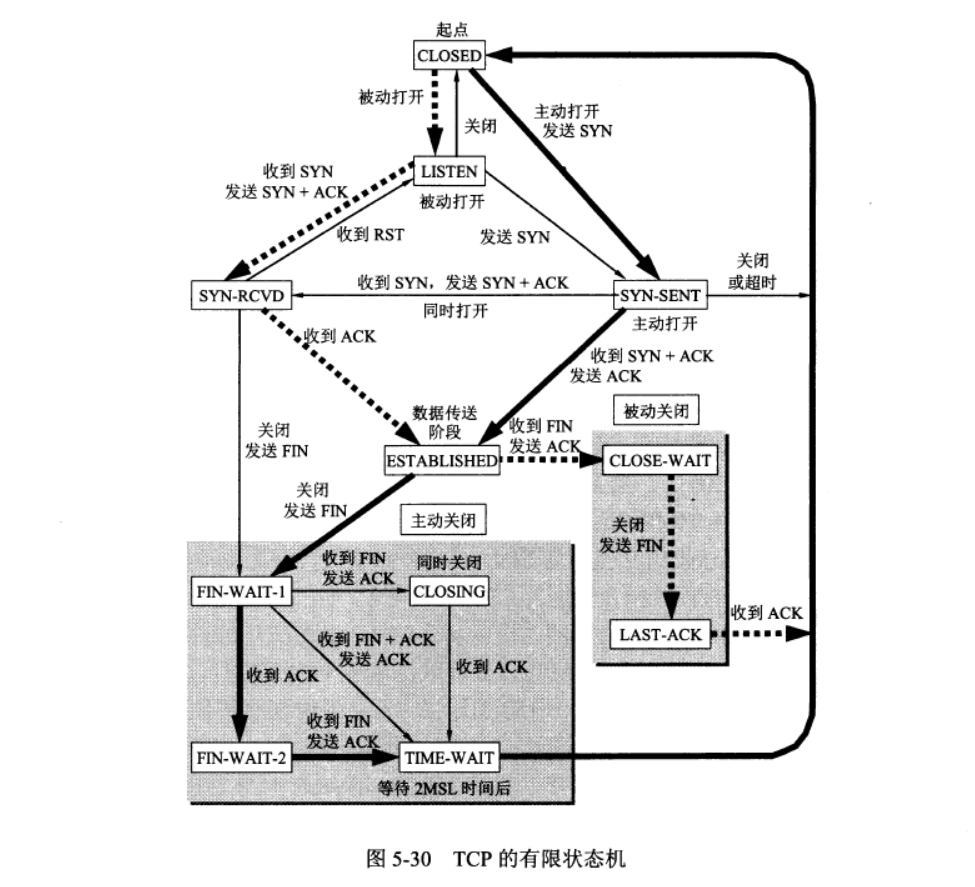 起点
CLOSED
被动打开
关闭
主动打开
发送 SYN
收到 SYN
发送 SYN + ACK
LISTEN
被动打开
收到 RST
发送 SYN
关闭
或超时
SYN-RCVD
收到 SYN，发送 SYN + ACK
同时打开
SYN-SENT
主动打开
收到 ACK
收到 SYN + ACK
发送 ACK
数据传送
阶段
收到 FIN
发送 ACK
被动关闭
关闭
发送 FIN
ESTABLISHED
CLOSE-WAIT
关闭
发送 FIN
主动关闭
关闭
发送 FIN
收到 FIN
发送 ACK
同时关闭
FIN-WAIT-1
CLOSING
LAST-ACK
收到 ACK
收到 FIN + ACK
发送 ACK
收到 ACK
收到 ACK
收到 FIN
发送 ACK
FIN-WAIT-2
TIME-WAIT
等待 2MSL 时间后
图 5-30 TCP 的有限状态机